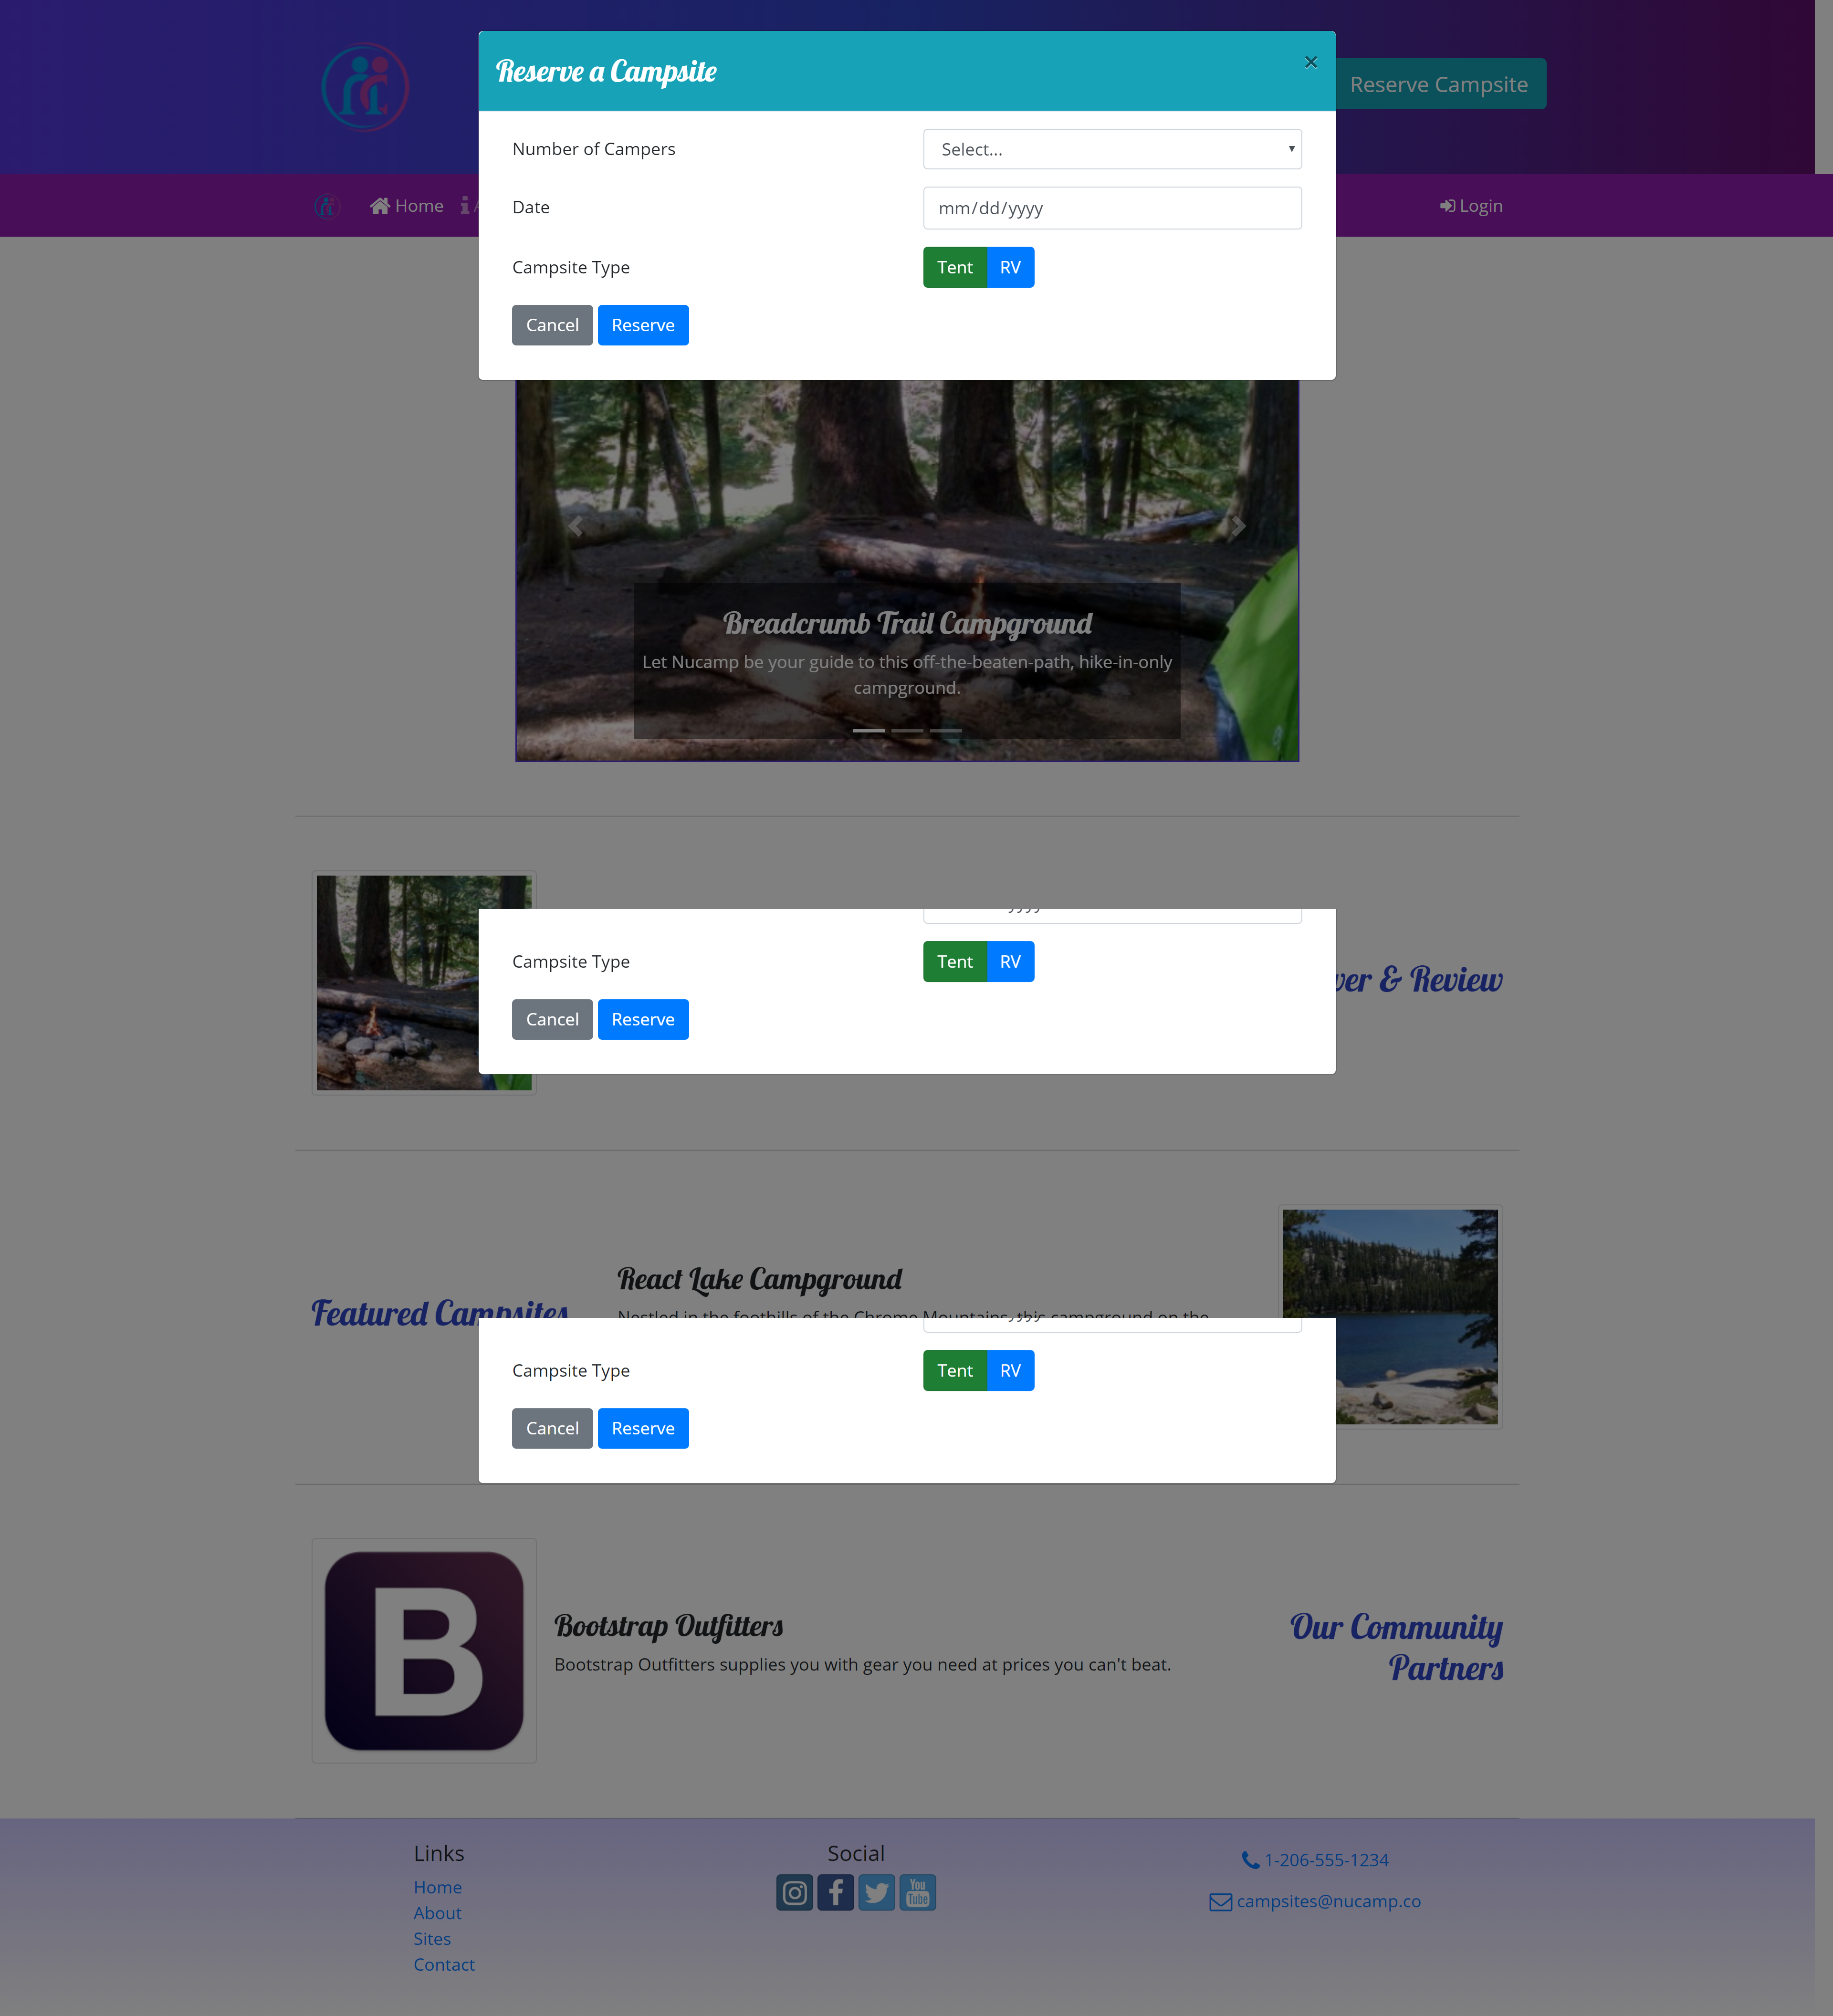 Reserve a Campsite
×
Reserve Campsite
Number of Campers
Select...
Date
mm/dd/yyyy
Home
Login
Campsite Type
Tent
RV
Cancel
Reserve
Breadcrumb Trail Campground
Let Nucamp be your guide to this off-the-beaten-path, hike-in-only
campground.
yyyy
Campsite Type
Tent
RV
& Review
Cancel
Reserve
React Lake Campground
Featured Campsites
Nestled in the foothills of the Chrome Mountains, this campground on the
yyyy
Campsite Type
Tent
RV
Cancel
Reserve
B
Bootstrap Outfitters
Bootstrap Outfitters supplies you with gear you need at prices you can't beat.
Our Community
Partners
Links
Home
About
Sites
Contact
Social
You
Tube
1-206-555-1234
campsites@nucamp.co